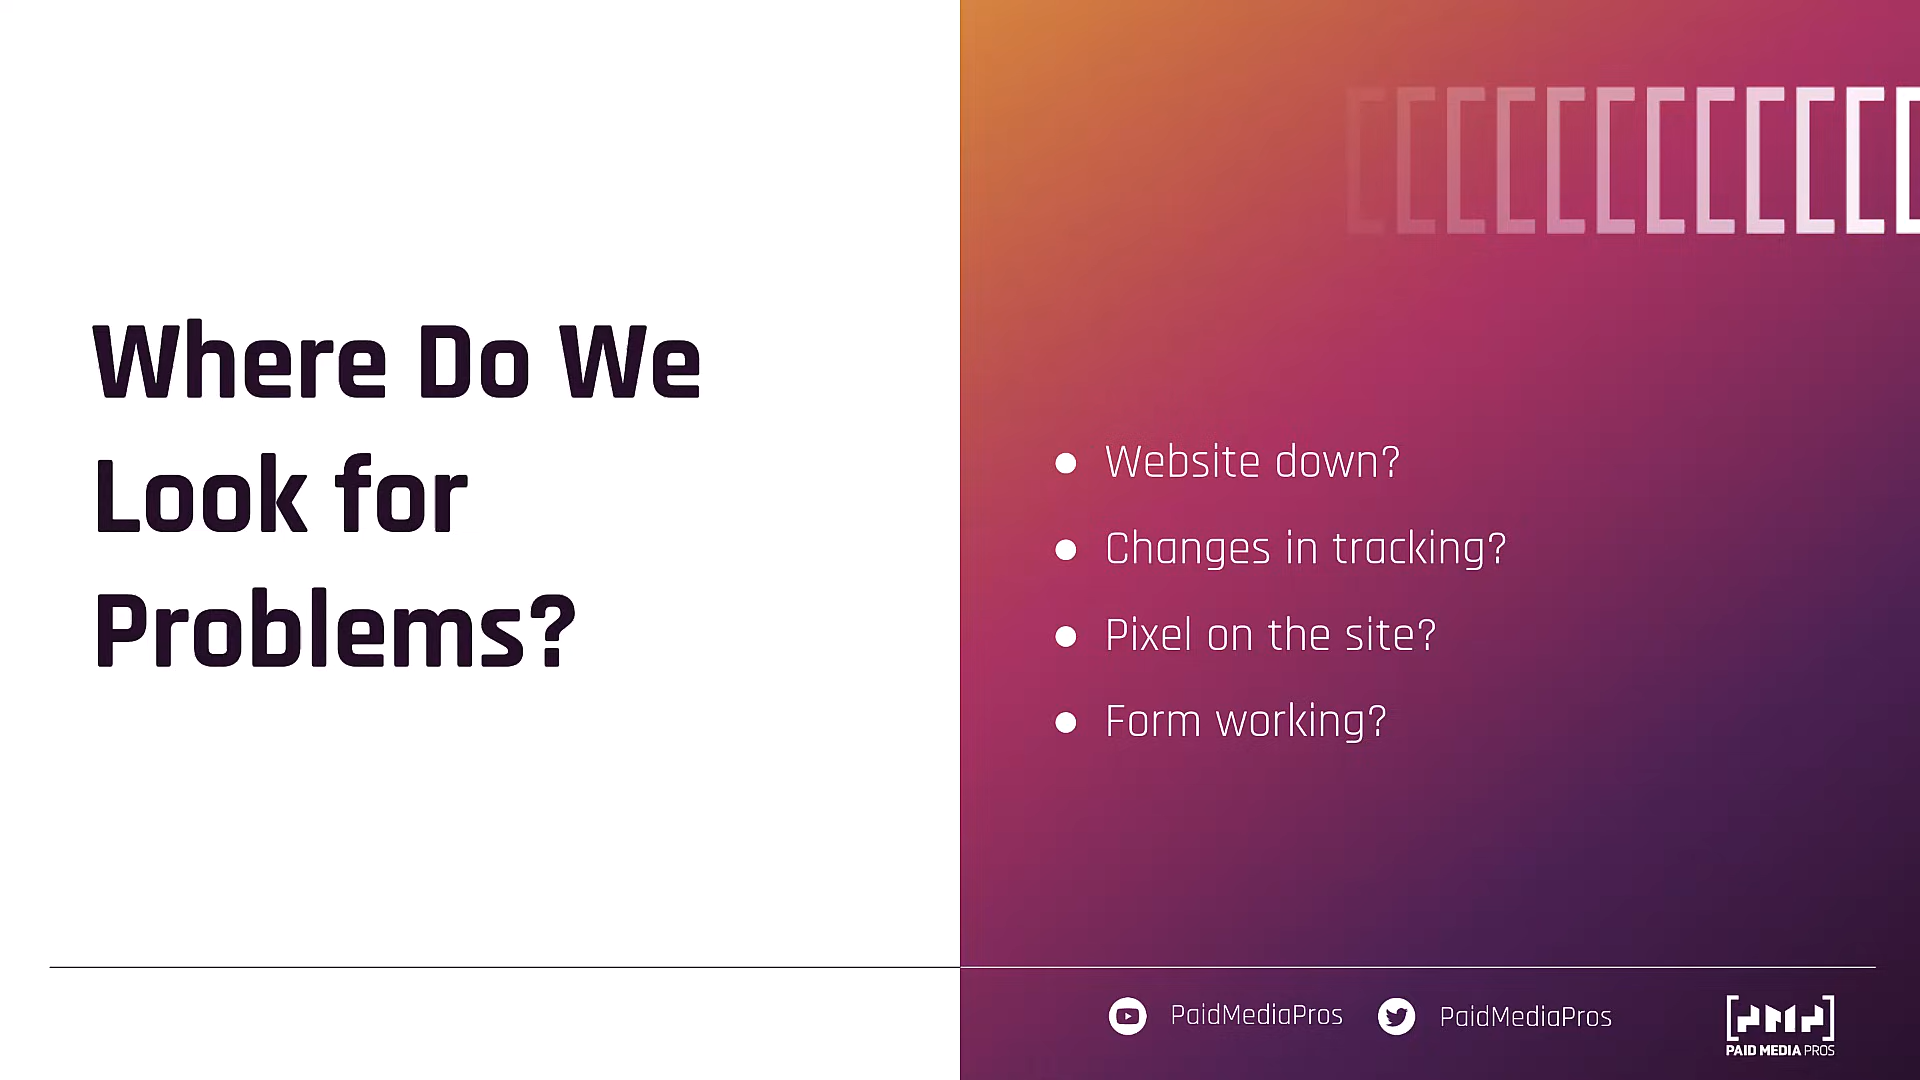 Where Do We
Look for
Problems?
● Website down?
● Changes in tracking?
● Pixel on the site?
● Form working?
PaidMediaPros
PaidMediaPros
PAID MEDIA PROS